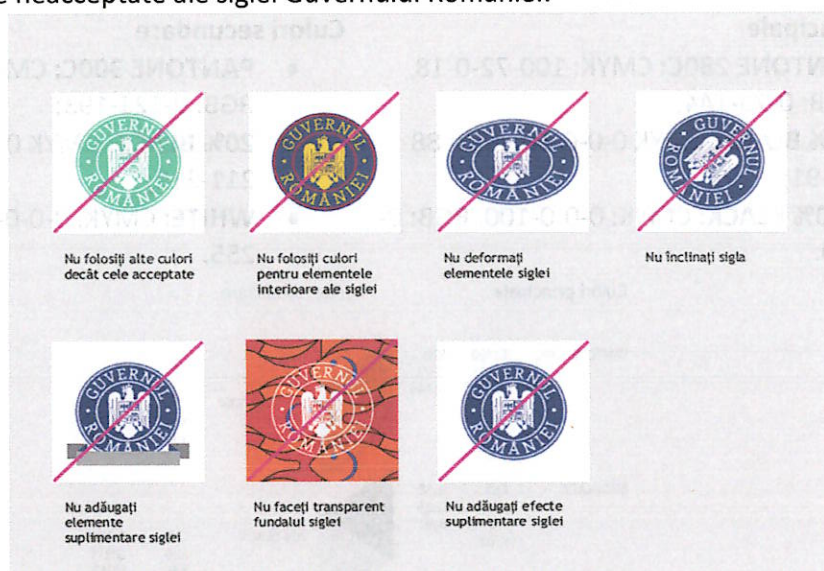 neacceptate ale siglei Guvernului României.
GUVERNUL ROMÂNIEI
GUVERNUL ROMÂNIEI
GUVERNUL ROMÂNIEI
GUVERNUL ROMÂNIEI
Nu folosiți alte culori
decât cele acceptate
Nu folosiți culori
pentru elementele
interioare ale siglei
Nu deformați
elementele siglei
Nu înclinați sigla
GUVERNUL ROMÂNIEI
GUVERNUL ROMÂNIEI
GUVERNUL ROMÂNIEI
Nu adăugați
elemente
suplimentare siglei
Nu faceți transparent
fundalul siglei
Nu adăugați efecte
suplimentare siglei